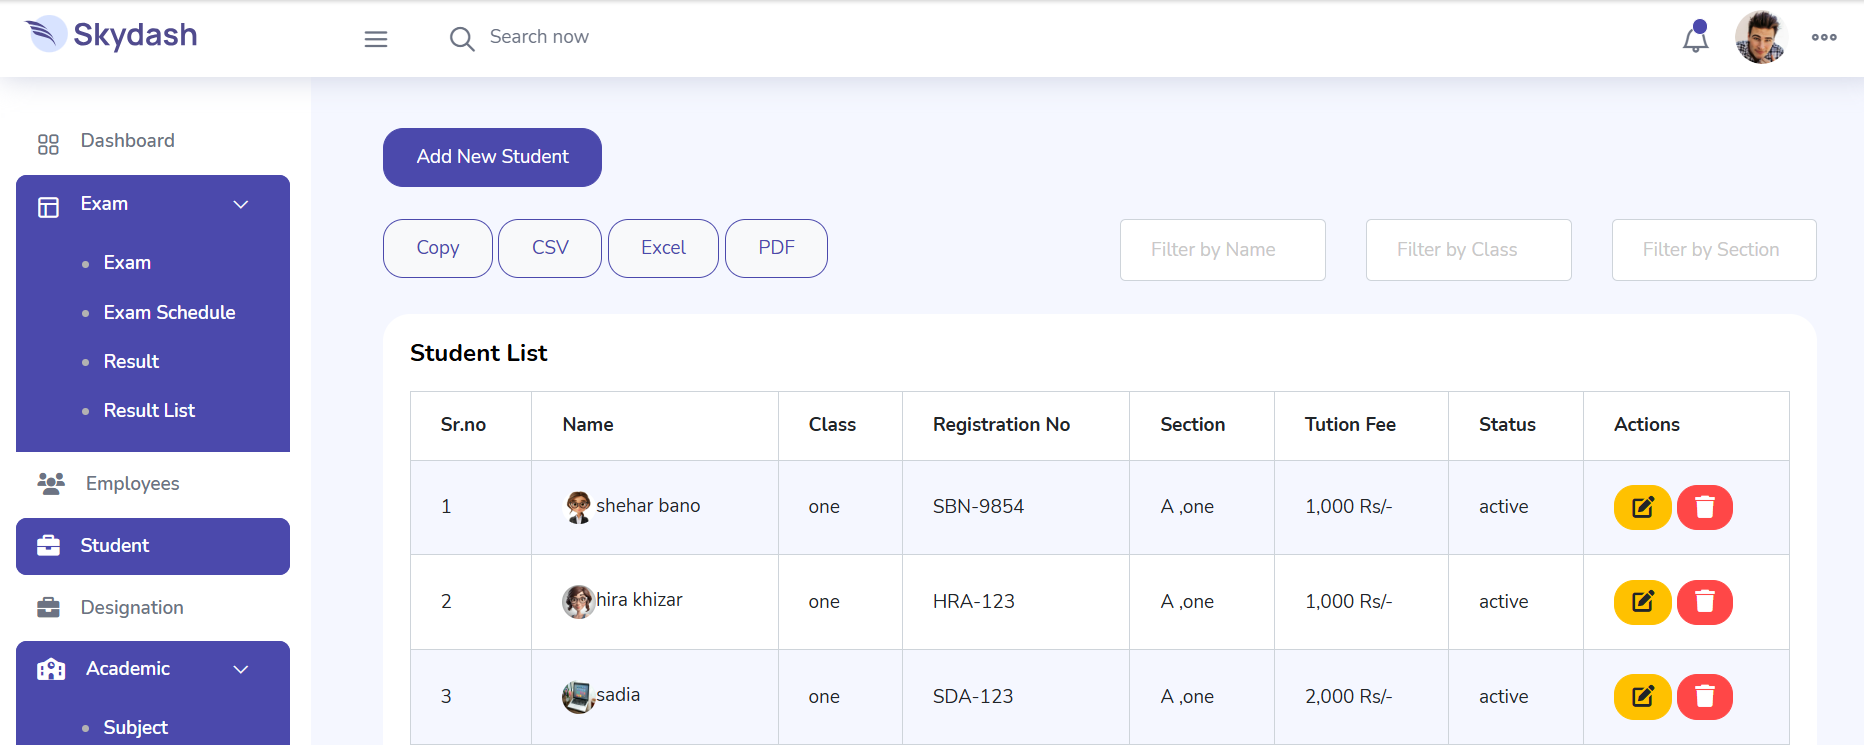 Skydash
Search now
Dashboard
Exam
Exam
Exam Schedule
Result
Result List
Employees
Student
Designation
Academic
Subject
Add New Student
Copy CSV Excel PDF
Filter by Name Filter by Class Filter by Section
Student List
Sr.no Name Class Registration No Section Tution Fee Status Actions
1 shehar bano one SBN-9854 A ,one 1,000 Rs/- active
2 hira khizar one HRA-123 A ,one 1,000 Rs/- active
3 sadia one SDA-123 A ,one 2,000 Rs/- active